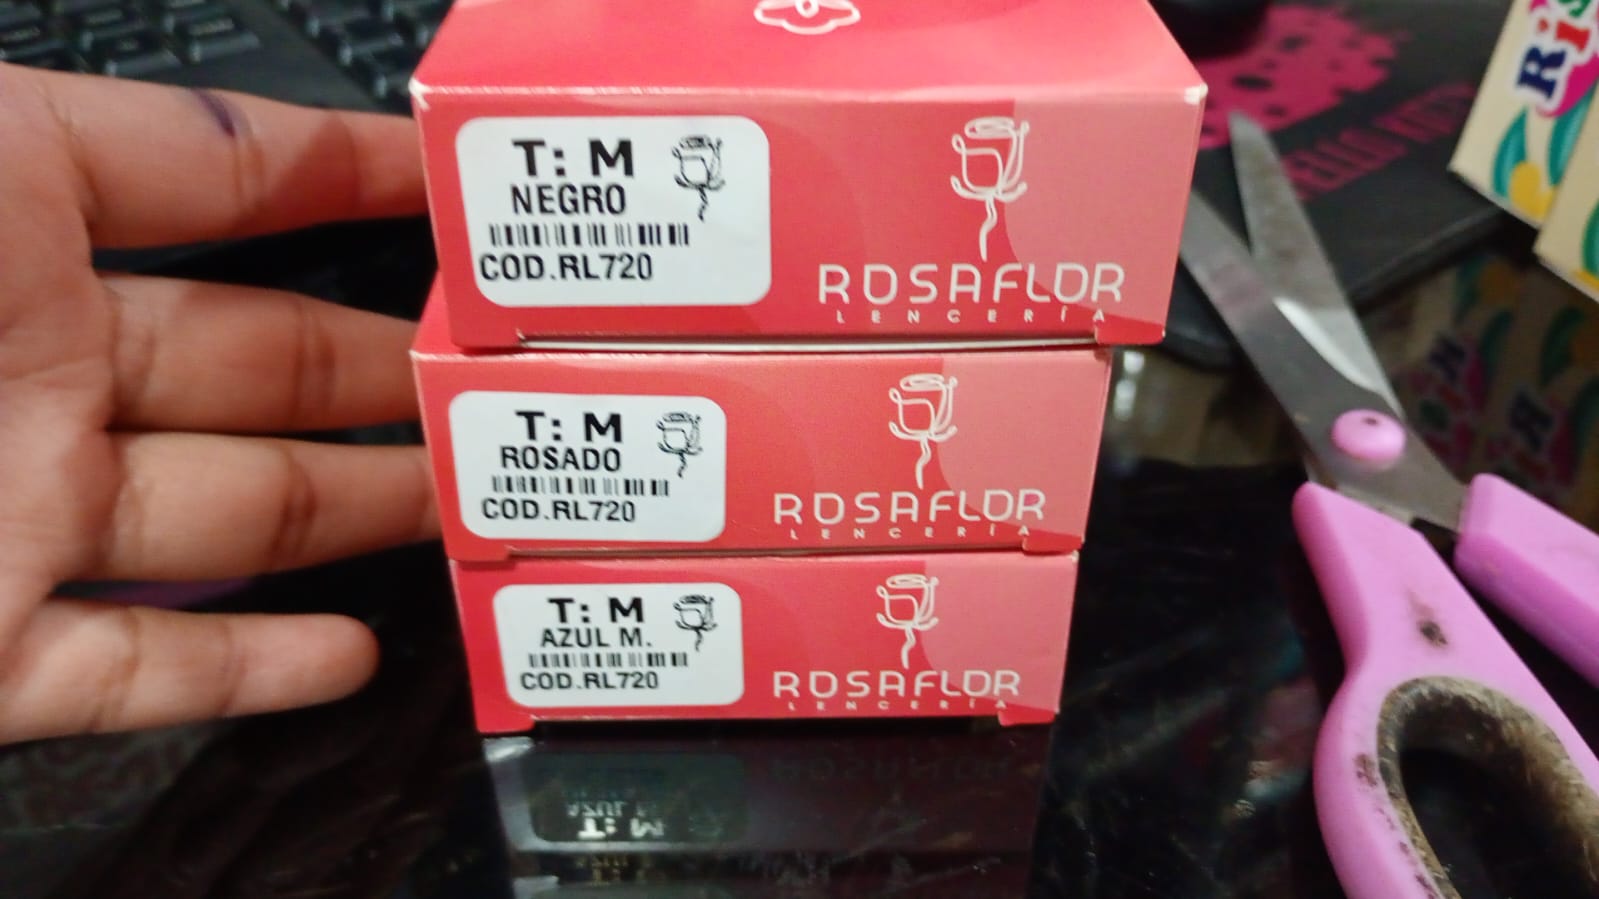 T: M
NEGRO
COD.RL720
ROSAFLOR
LENCERÍA
T: M
ROSADO
COD.RL720
ROSAFLOR
LENCERÍA
T: M
AZUL M.
COD.RL720
ROSAFLOR
LENCERÍA